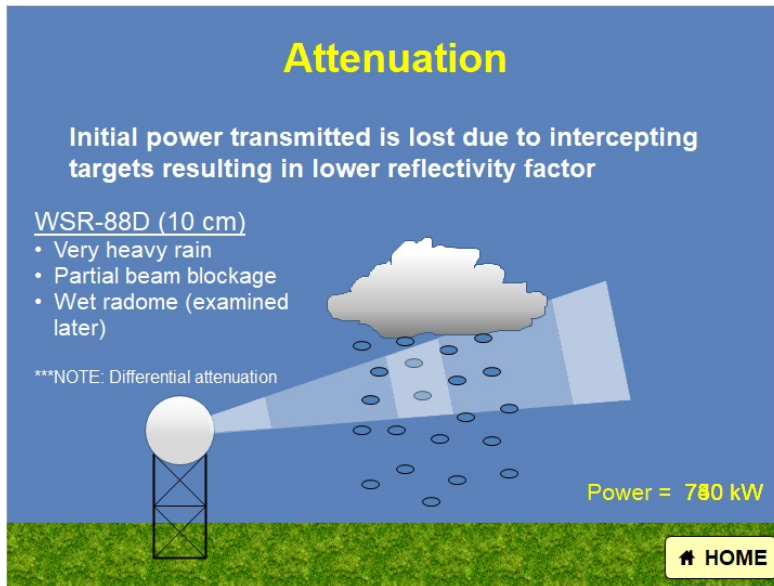 Attenuation
Initial power transmitted is lost due to intercepting
targets resulting in lower reflectivity factor
WSR-88D (10 cm)
• Very heavy rain
• Partial beam blockage
• Wet radome (examined
later)
***NOTE: Differential attenuation
Power = kW
HOME